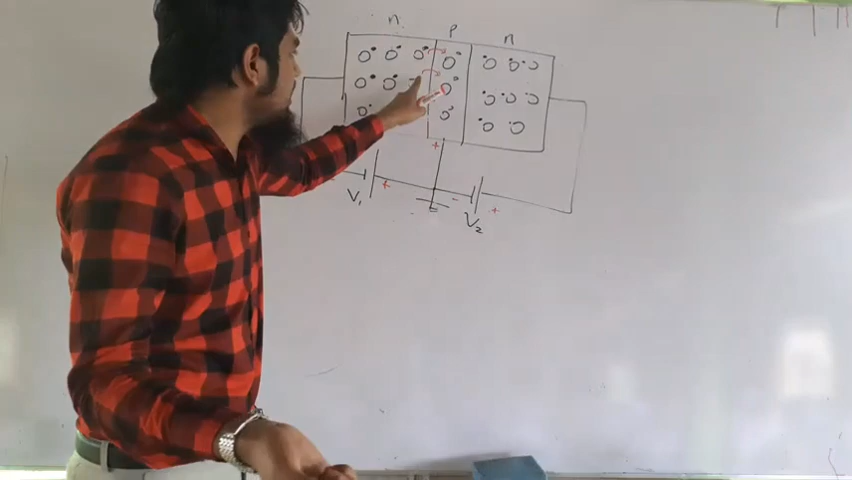 n P n
+
V₁ + - V₂ +